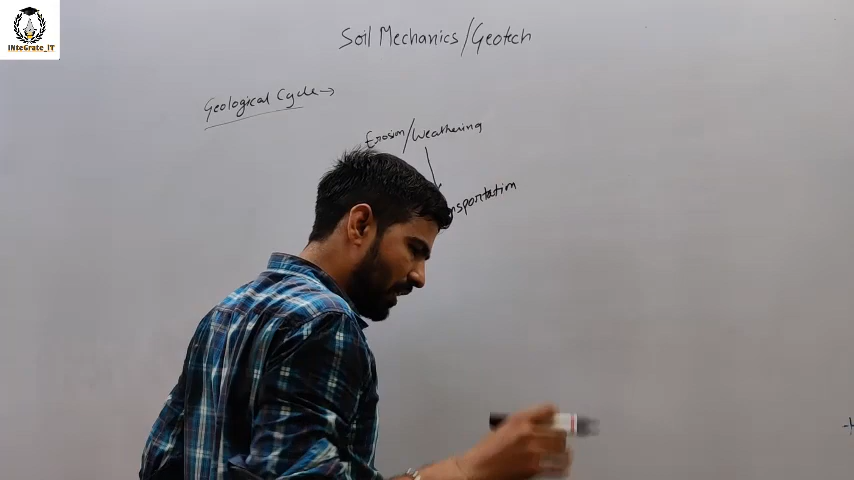 INteGrate_IT
Soil Mechanics/Geotech
Geological Cycle →
Erosion/Weathering
nsportation